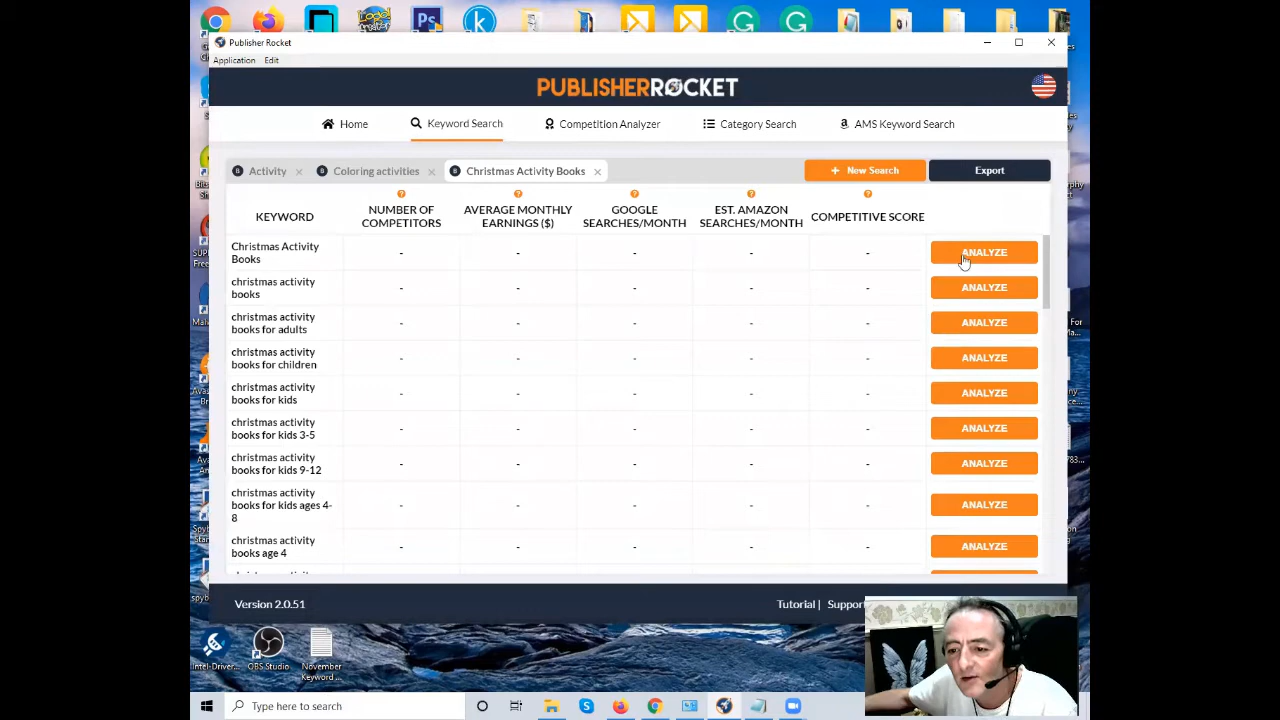 Publisher Rocket
Application Edit
PUBLISHERROCKET
Home
Keyword Search
Competition Analyzer
Category Search
AMS Keyword Search
Activity
Coloring activities
Christmas Activity Books
New Search
Export
KEYWORD
NUMBER OF
COMPETITORS
AVERAGE MONTHLY
EARNINGS ($)
GOOGLE
SEARCHES/MONTH
EST. AMAZON
SEARCHES/MONTH
COMPETITIVE SCORE
Christmas Activity
Books
- - - - -
ANALYZE
christmas activity
books
- - - - -
ANALYZE
christmas activity
books for adults
- - - - -
ANALYZE
christmas activity
books for children
- - - - -
ANALYZE
christmas activity
books for kids
- - - - -
ANALYZE
christmas activity
books for kids 3-5
- - - - -
ANALYZE
christmas activity
books for kids 9-12
- - - - -
ANALYZE
christmas activity
books for kids ages 4-
8
- - - - -
ANALYZE
christmas activity
books age 4
- - - - -
ANALYZE
Version 2.0.51
Tutorial |
Support
Intel-Driver...
OBS Studio
November
Keyword ...
Type here to search